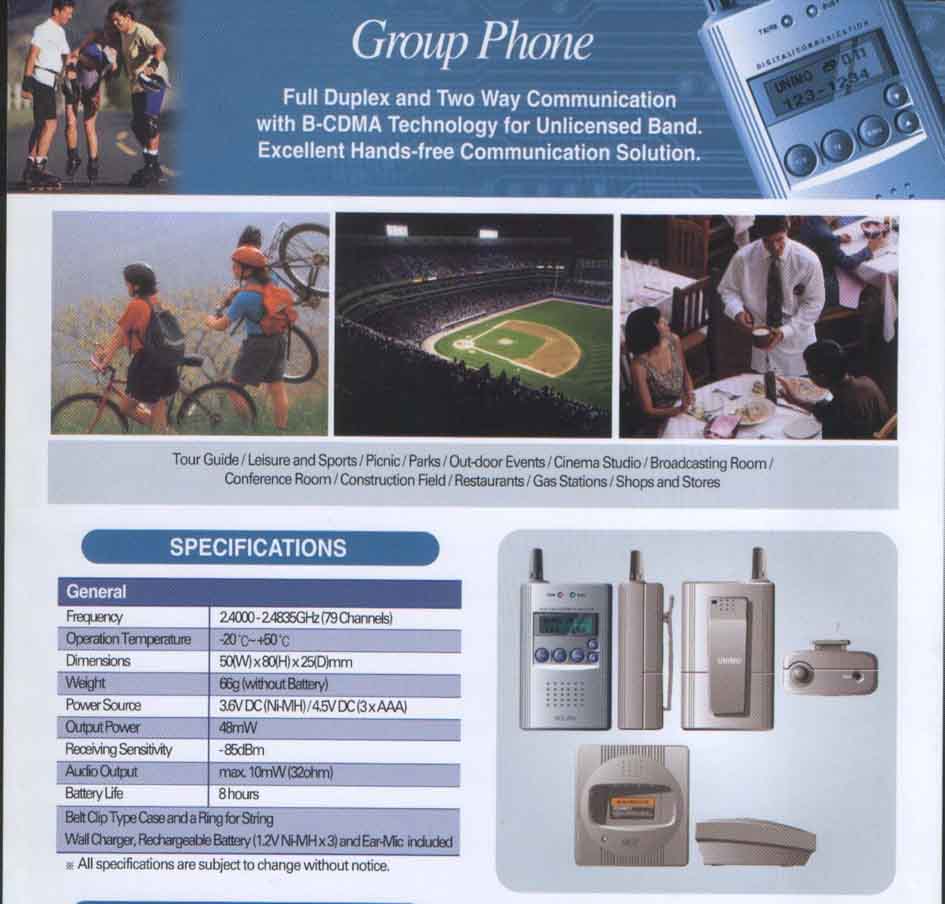 Group Phone
Full Duplex and Two Way Communication
with B-CDMA Technology for Unlicensed Band.
Excellent Hands-free Communication Solution.
TX/RX
BUSY
DIGITAL COMMUNICATION
UNIMO 011
123-1234
Tour Guide / Leisure and Sports / Picnic / Parks / Out-door Events / Cinema Studio / Broadcasting Room /
Conference Room / Construction Field / Restaurants / Gas Stations / Shops and Stores
SPECIFICATIONS
General
Frequency 2.4000 - 2.4835GHz (79 Channels)
Operation Temperature -20°C~+50°C
Dimensions 50(W) x 80(H) x 25(D)mm
Weight 66g (without Battery)
Power Source 3.6V DC (Ni-MH) / 4.5V DC (3 x AAA)
Output Power 48mW
Receiving Sensitivity -85dBm
Audio Output max. 10mW (32ohm)
Battery Life 8 hours
Belt Clip Type Case and a Ring for String
Wall Charger, Rechargeable Battery (1.2V Ni-MH x 3) and Ear-Mic included
※ All specifications are subject to change without notice.
UNIMO